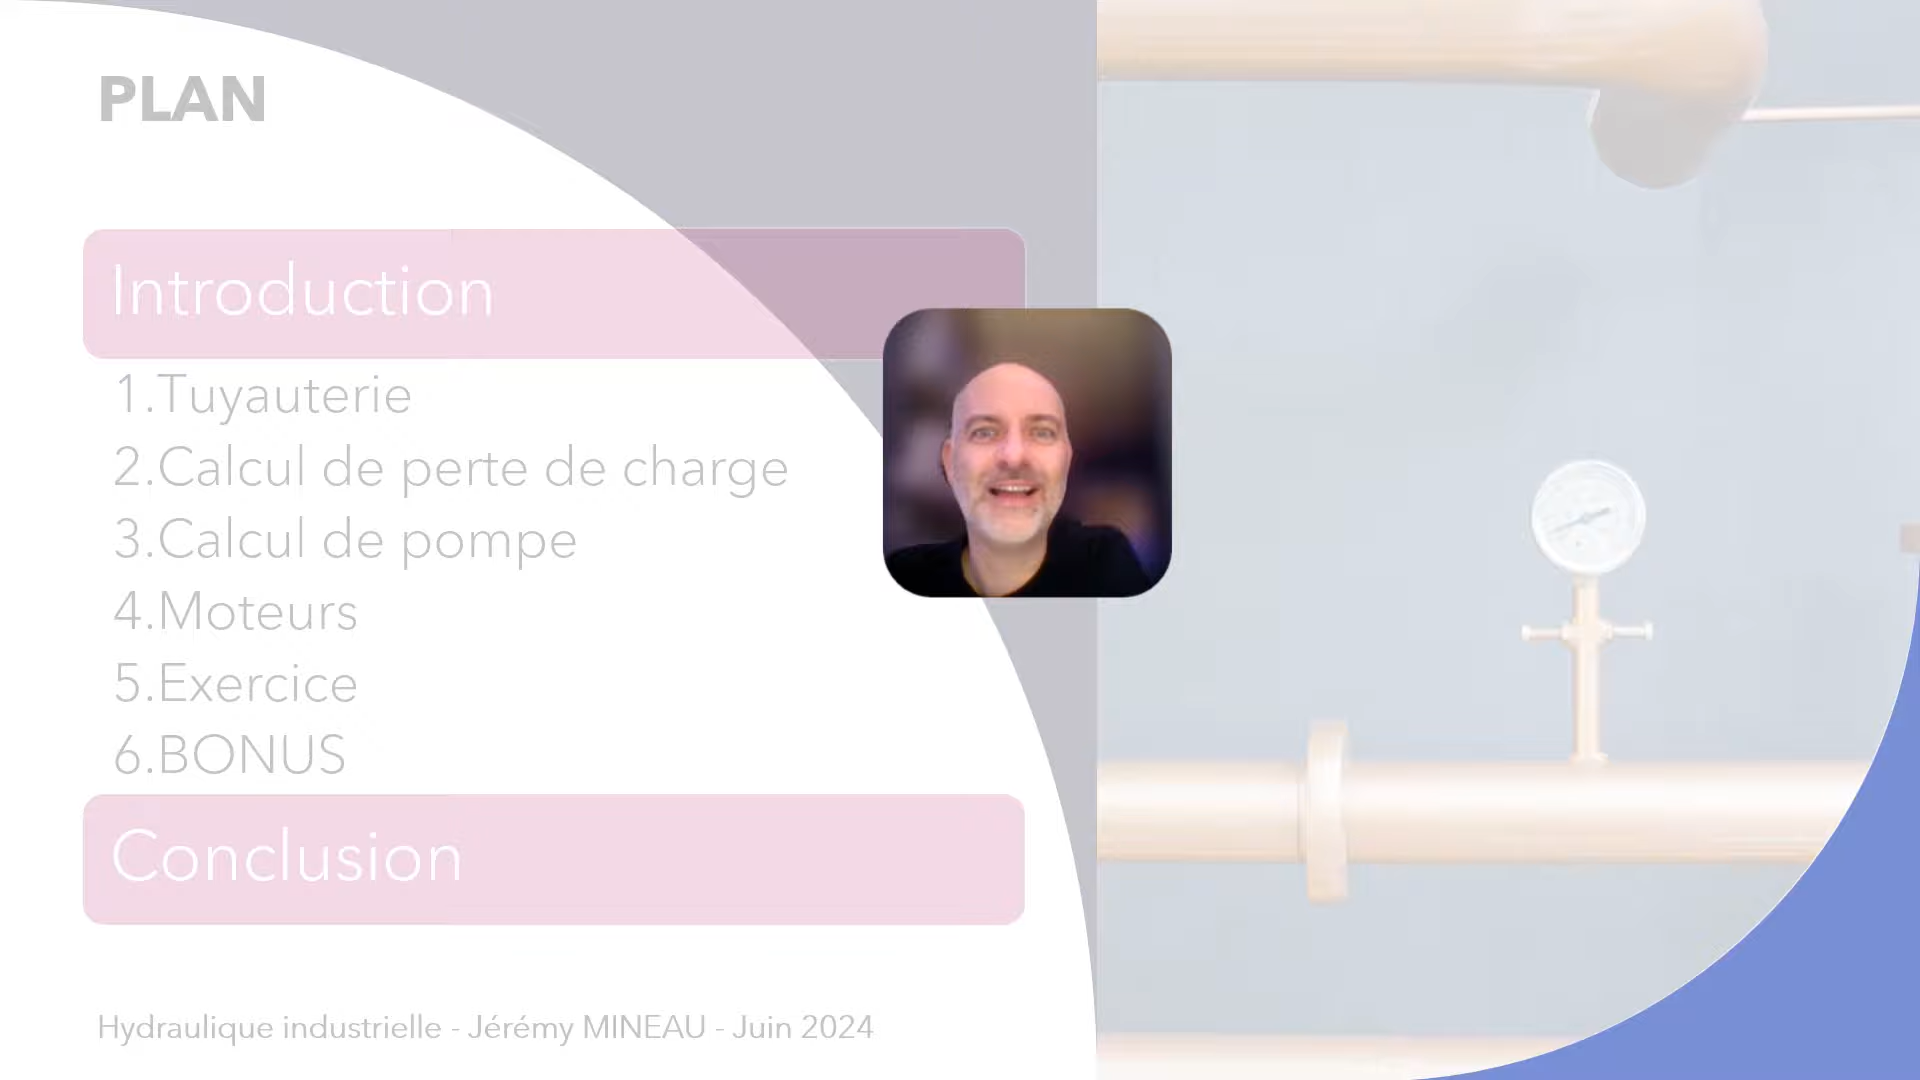 PLAN
Introduction
1.Tuyauterie
2.Calcul de perte de charge
3.Calcul de pompe
4.Moteurs
5.Exercice
6.BONUS
Conclusion
Hydraulique industrielle - Jérémy MINEAU - Juin 2024